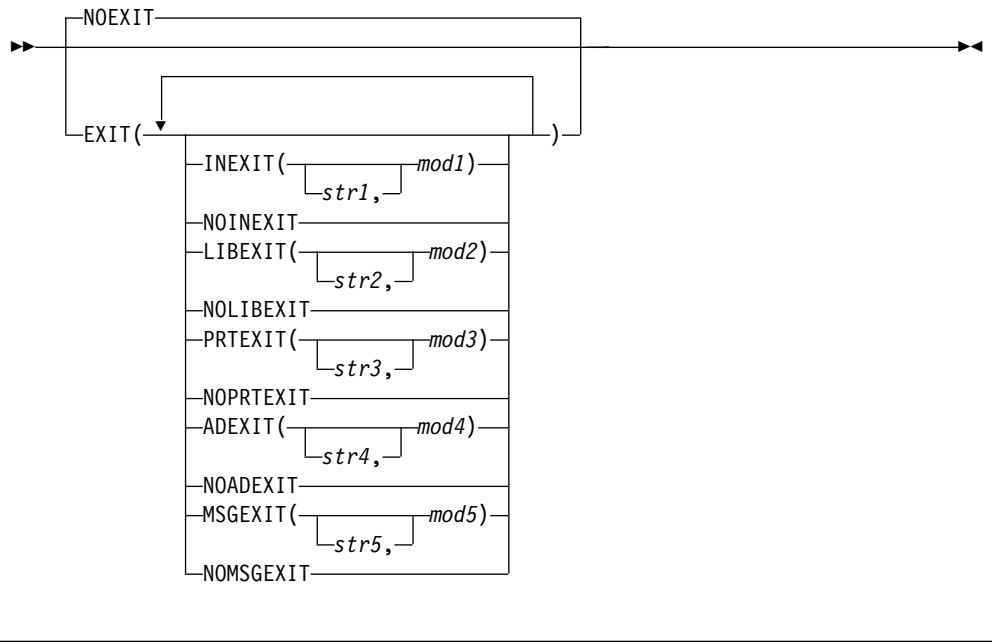 NOEXIT
EXIT( )
INEXIT( mod1)
str1,
NOINEXIT
LIBEXIT( mod2)
str2,
NOLIBEXIT
PRTEXIT( mod3)
str3,
NOPRTEXIT
ADEXIT( mod4)
str4,
NOADEXIT
MSGEXIT( mod5)
str5,
NOMSGEXIT